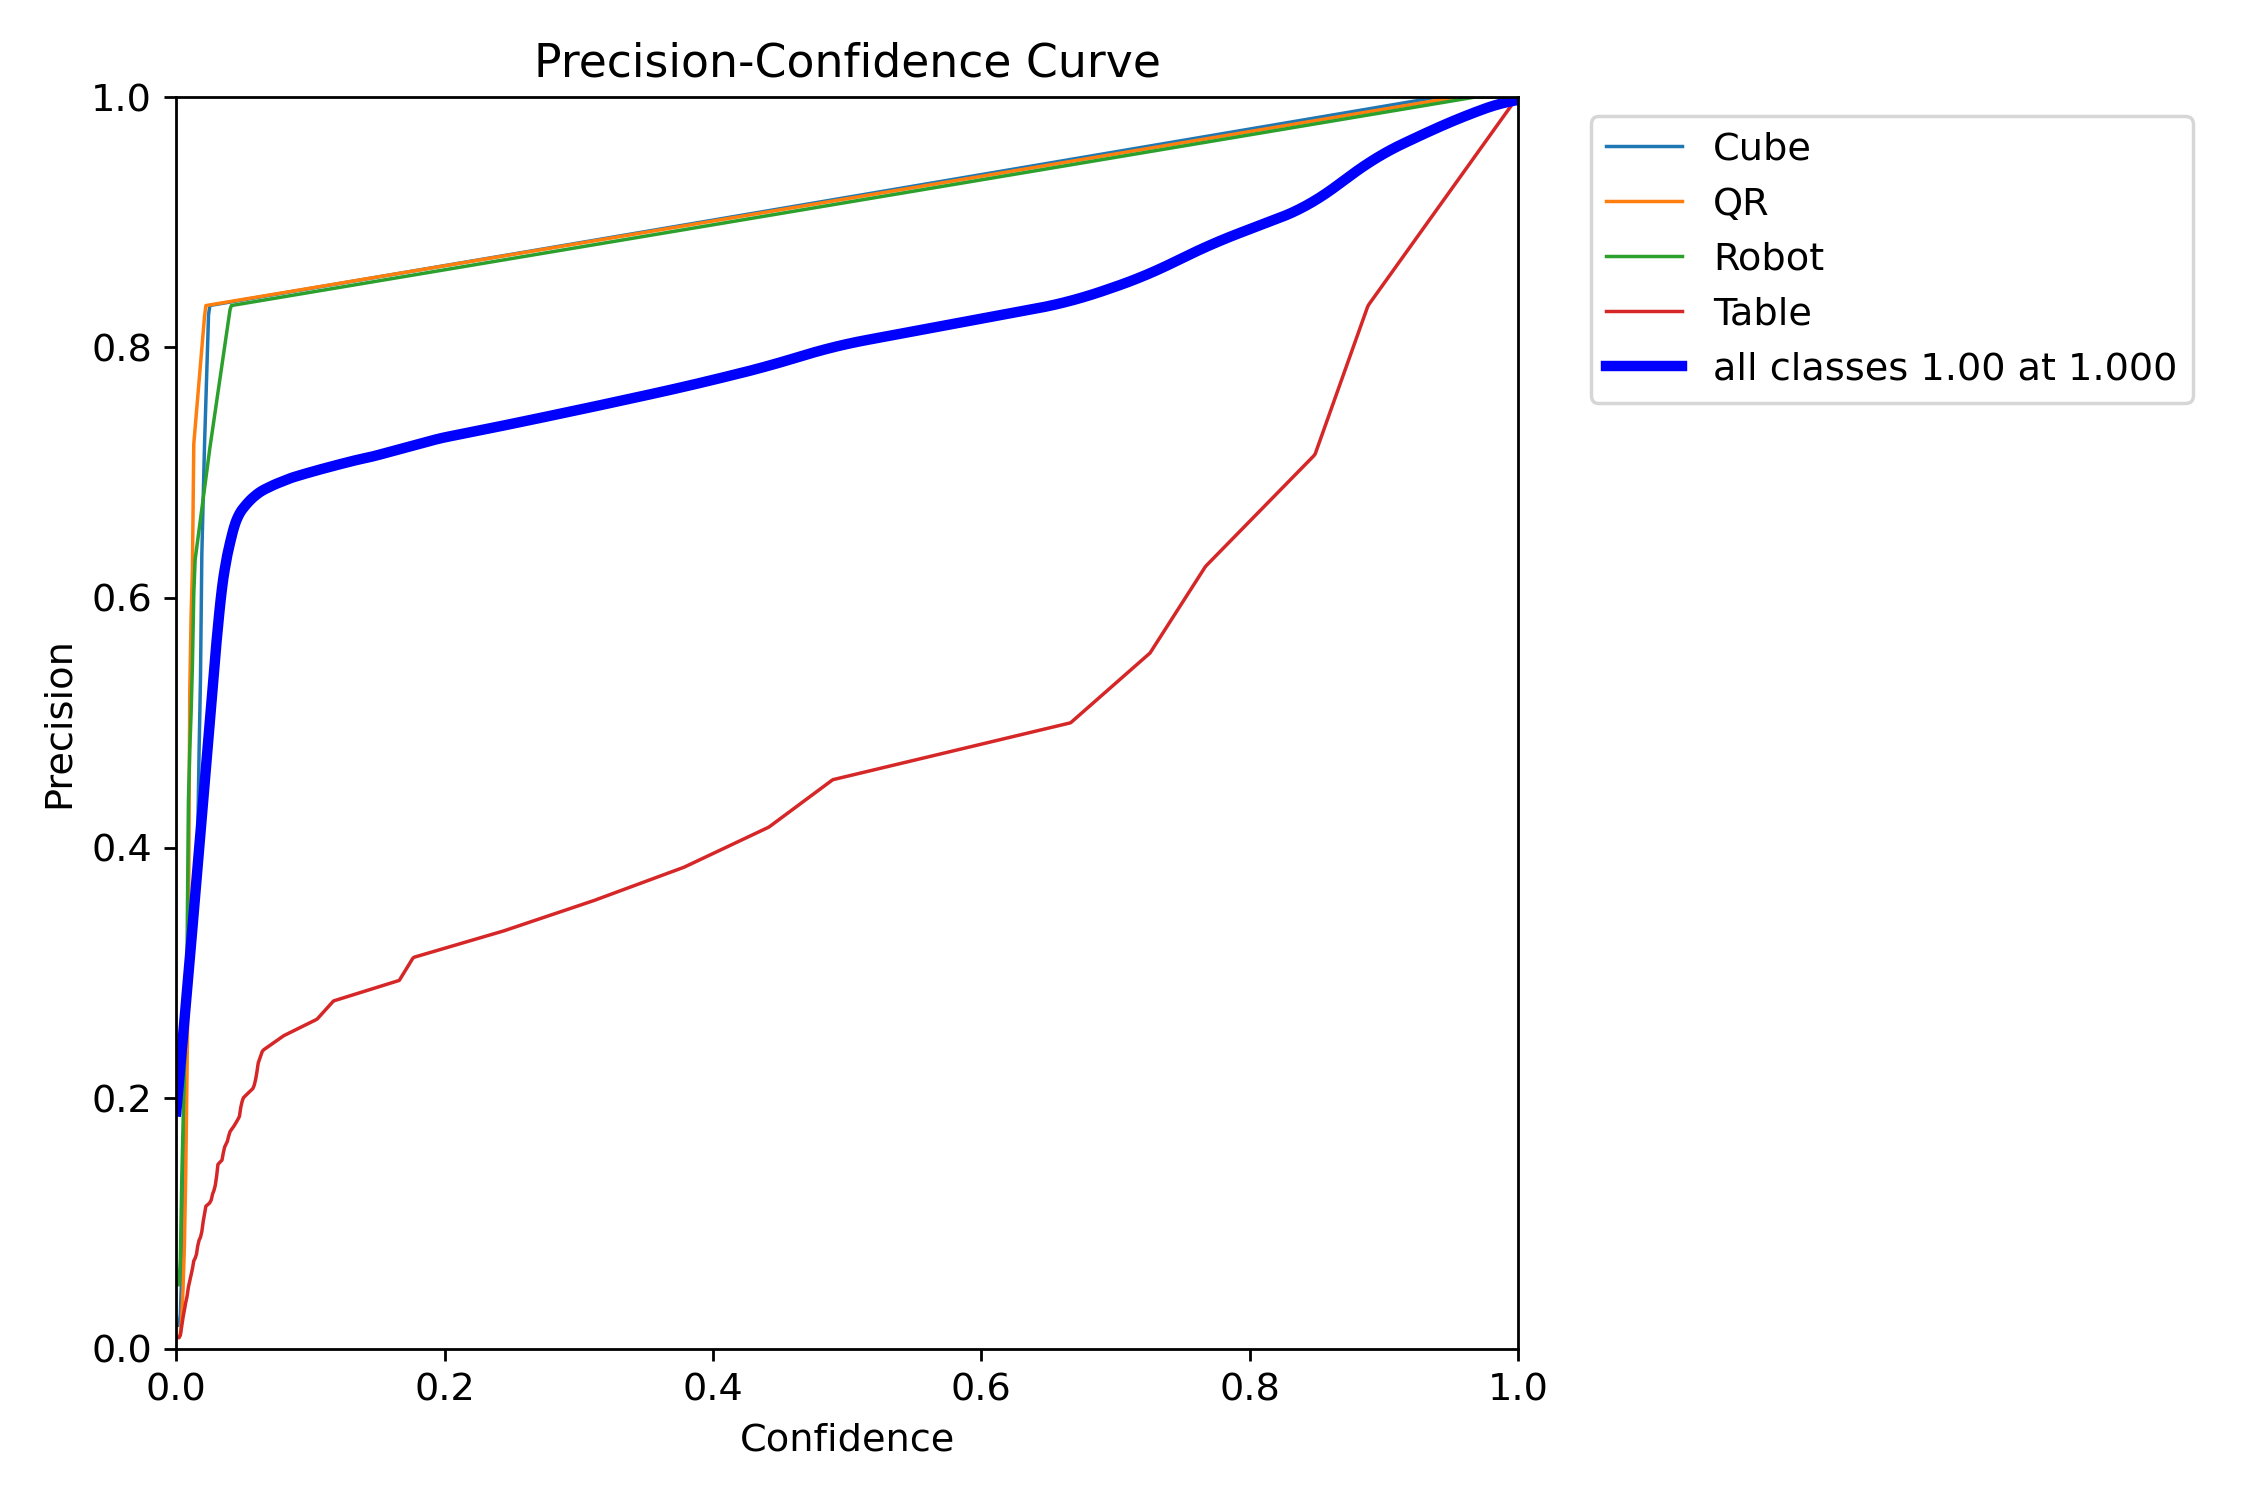 Precision-Confidence Curve
1.0
0.8
0.6
0.4
0.2
0.0
Precision
0.0 0.2 0.4 0.6 0.8 1.0
Confidence
Cube
QR
Robot
Table
all classes 1.00 at 1.000